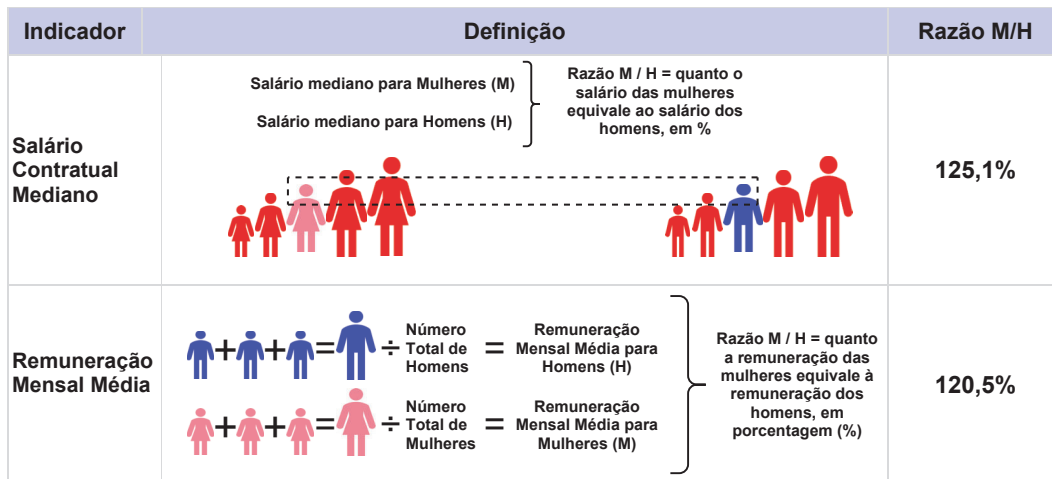 Indicador
Definição
Razão M/H
Salário
Contratual
Mediano
Salário mediano para Mulheres (M)
Salário mediano para Homens (H)
Razão M / H = quanto o
salário das mulheres
equivale ao salário dos
homens, em %
125,1%
Remuneração
Mensal Média
+ + = ÷
Número
Total de
Homens
=
Remuneração
Mensal Média para
Homens (H)
+ + = ÷
Número
Total de
Mulheres
=
Remuneração
Mensal Média para
Mulheres (M)
Razão M / H = quanto
a remuneração das
mulheres equivale à
remuneração dos
homens, em
porcentagem (%)
120,5%